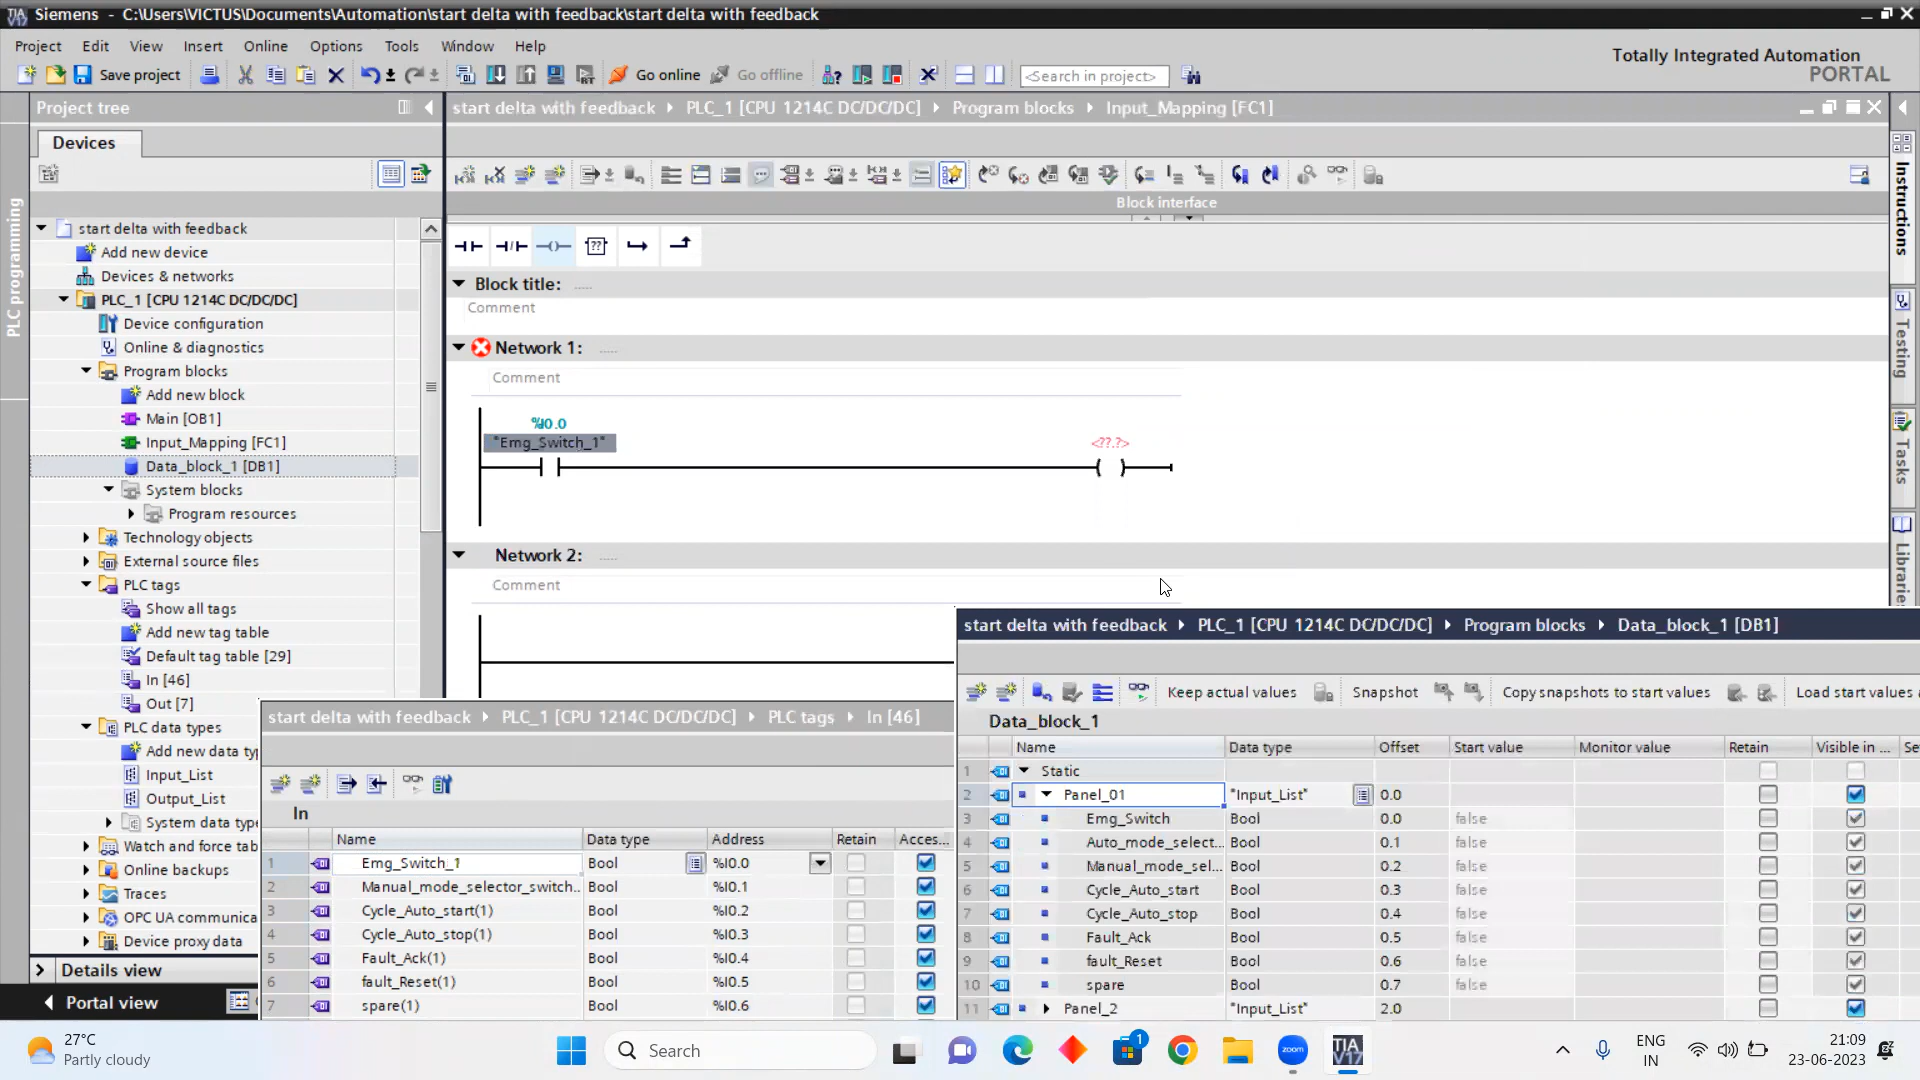 Siemens - C:\Users\VICTUS\Documents\Automation\start delta with feedback\start delta with feedback
Project Edit View Insert Online Options Tools Window Help
Totally Integrated Automation
PORTAL
Save project
Go online
Go offline
<Search in project>
Project tree
start delta with feedback PLC_1 [CPU 1214C DC/DC/DC] Program blocks Input_Mapping [FC1]
Devices
Block interface
PLC programming
start delta with feedback
Add new device
Devices & networks
PLC_1 [CPU 1214C DC/DC/DC]
Device configuration
Online & diagnostics
Program blocks
Add new block
Main [OB1]
Input_Mapping [FC1]
Data_block_1 [DB1]
System blocks
Program resources
Technology objects
External source files
PLC tags
Show all tags
Add new tag table
Default tag table [29]
In [46]
Out [7]
PLC data types
Add new data typ
Input_List
Output_List
System data type
Watch and force tab
Online backups
Traces
OPC UA communica
Device proxy data
Details view
Portal view
Block title: .....
Comment
Network 1: .....
Comment
%I0.0
"Emg_Switch_1"
<??.?>
Network 2: .....
Comment
Instructions
Testing
Tasks
Libraries
start delta with feedback PLC_1 [CPU 1214C DC/DC/DC] PLC tags In [46]
In
Name Data type Address Retain Acces...
1 Emg_Switch_1 Bool %I0.0
2 Manual_mode_selector_switch... Bool %I0.1
3 Cycle_Auto_start(1) Bool %I0.2
4 Cycle_Auto_stop(1) Bool %I0.3
5 Fault_Ack(1) Bool %I0.4
6 fault_Reset(1) Bool %I0.5
7 spare(1) Bool %I0.6
start delta with feedback PLC_1 [CPU 1214C DC/DC/DC] Program blocks Data_block_1 [DB1]
Keep actual values Snapshot Copy snapshots to start values Load start values a
Data_block_1
Name Data type Offset Start value Monitor value Retain Visible in ... Se
1 Static
2 Panel_01 "Input_List" 0.0
3 Emg_Switch Bool 0.0 false
4 Auto_mode_select... Bool 0.1 false
5 Manual_mode_sel... Bool 0.2 false
6 Cycle_Auto_start Bool 0.3 false
7 Cycle_Auto_stop Bool 0.4 false
8 Fault_Ack Bool 0.5 false
9 fault_Reset Bool 0.6 false
10 spare Bool 0.7 false
11 Panel_2 "Input_List" 2.0
27°C
Partly cloudy
Search
zoom
TIA
V17
1
ENG
IN
21:09
23-06-2023